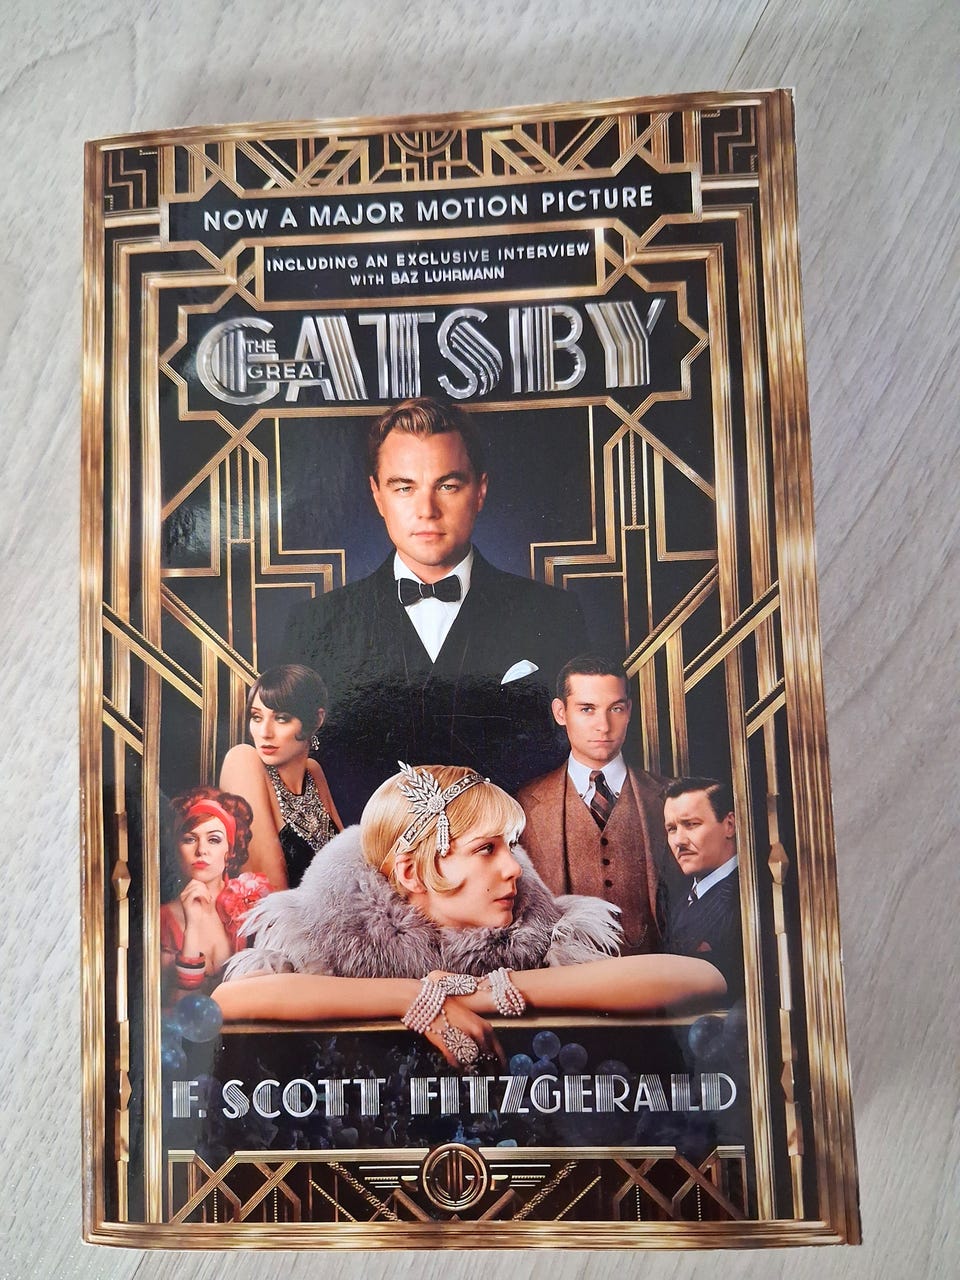 NOW A MAJOR MOTION PICTURE
INCLUDING AN EXCLUSIVE INTERVIEW
WITH BAZ LUHRMANN
THE
GREAT
GATSBY
F. SCOTT FITZGERALD